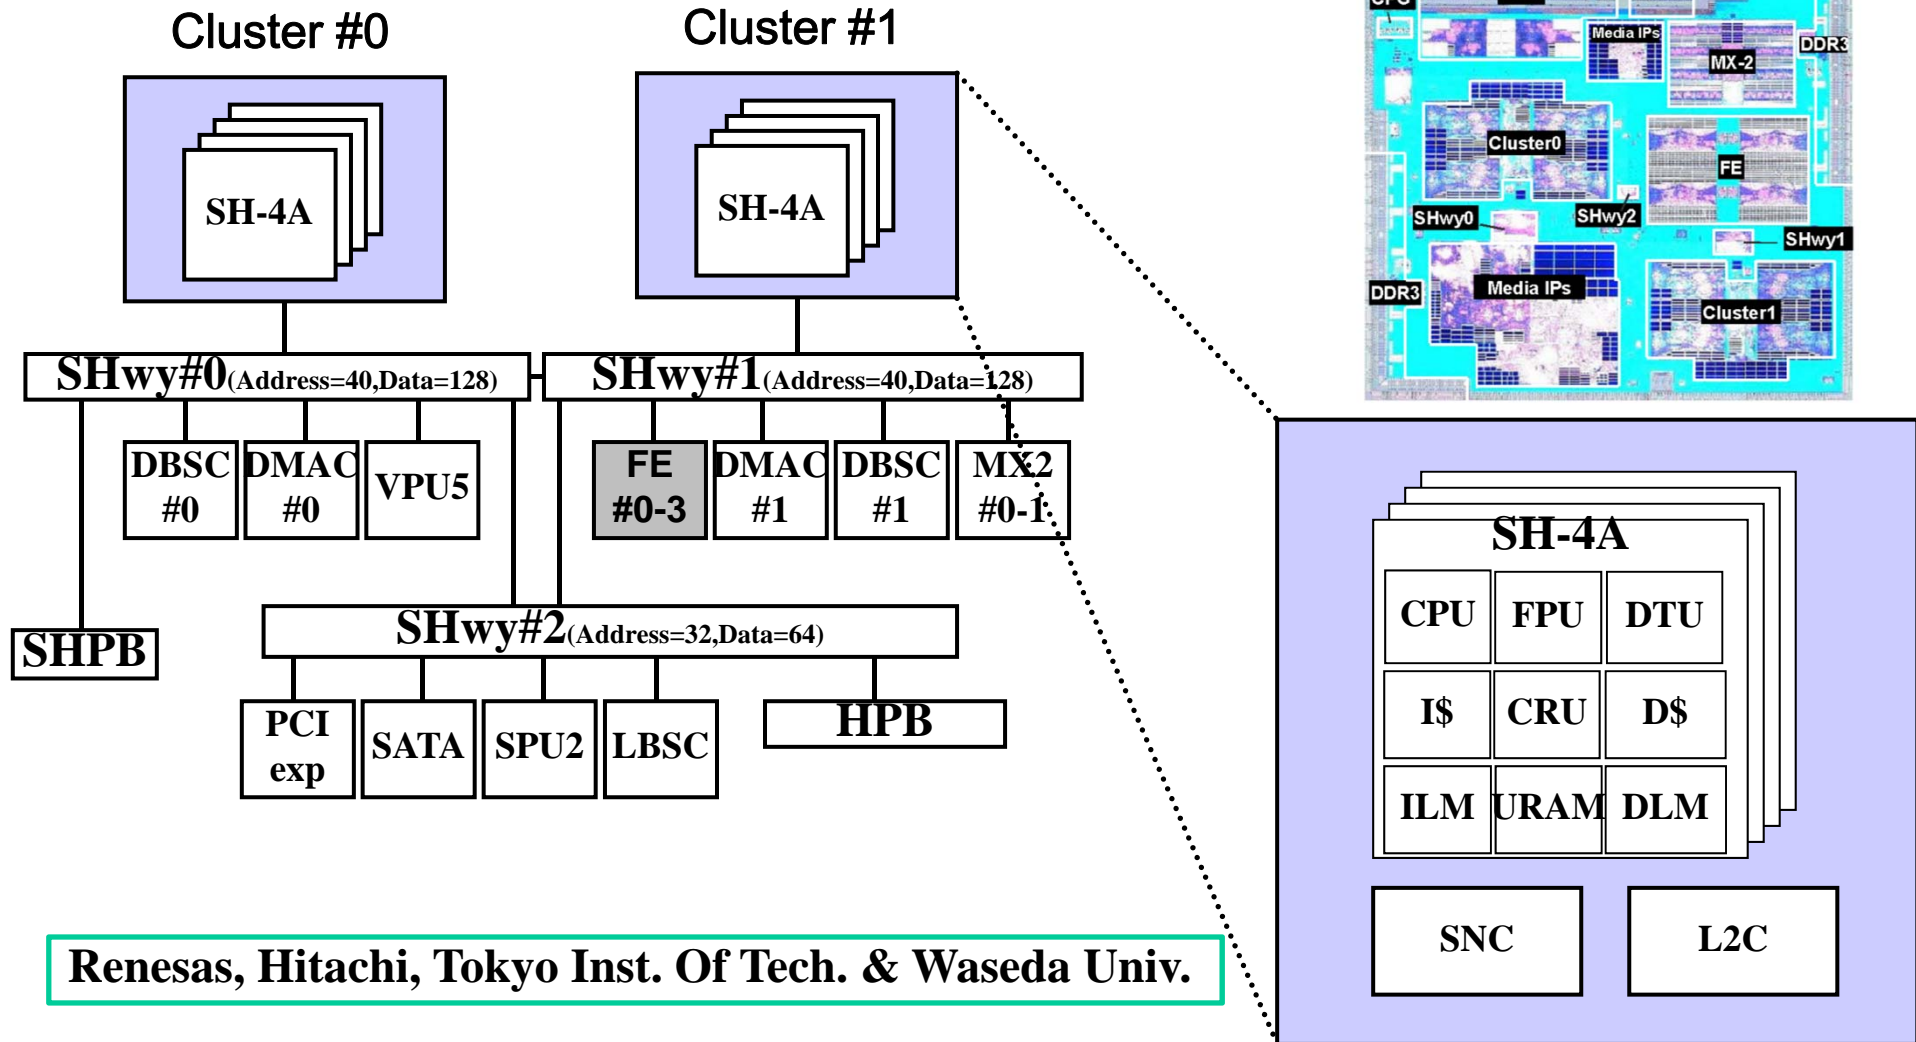 Cluster #0
Cluster #1
SH-4A
SH-4A
SHwy#0(Address=40,Data=128)
SHwy#1(Address=40,Data=128)
DBSC
#0
DMAC
#0
VPU5
FE
#0-3
DMAC
#1
DBSC
#1
MX2
#0-1
SHPB
SHwy#2(Address=32,Data=64)
PCI
exp
SATA
SPU2
LBSC
HPB
Renesas, Hitachi, Tokyo Inst. Of Tech. & Waseda Univ.
Media IPs
DDR3
MX-2
Cluster0
FE
SHwy0
SHwy2
SHwy1
DDR3
Media IPs
Cluster1
SH-4A
CPU
FPU
DTU
I$
CRU
D$
ILM
URAM
DLM
SNC
L2C